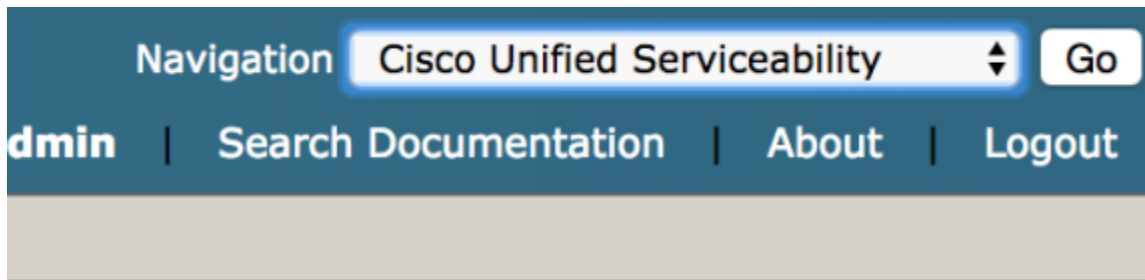 Navigation Cisco Unified Serviceability Go
dmin | Search Documentation | About | Logout